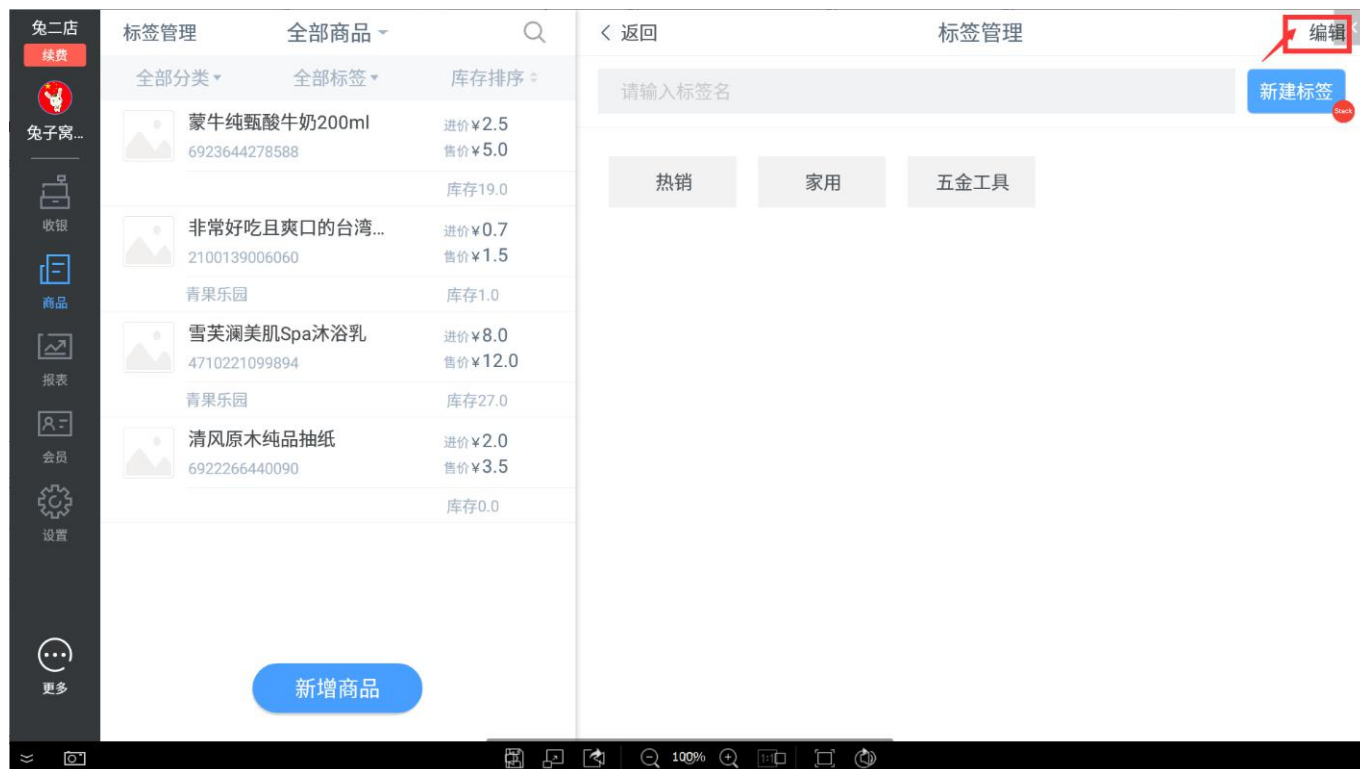 兔二店
续费
兔子窝...
收银
商品
报表
会员
设置
更多
标签管理 全部商品
全部分类 全部标签 库存排序
蒙牛纯甄酸牛奶200ml 进价¥2.5
6923644278588 售价¥5.0
库存19.0
非常好吃且爽口的台湾... 进价¥0.7
2100139006060 售价¥1.5
青果乐园 库存1.0
雪芙澜美肌Spa沐浴乳 进价¥8.0
4710221099894 售价¥12.0
青果乐园 库存27.0
清风原木纯品抽纸 进价¥2.0
6922266440090 售价¥3.5
库存0.0
新增商品
返回 标签管理 编辑
请输入标签名 新建标签
Stack
热销 家用 五金工具
100% 1:1